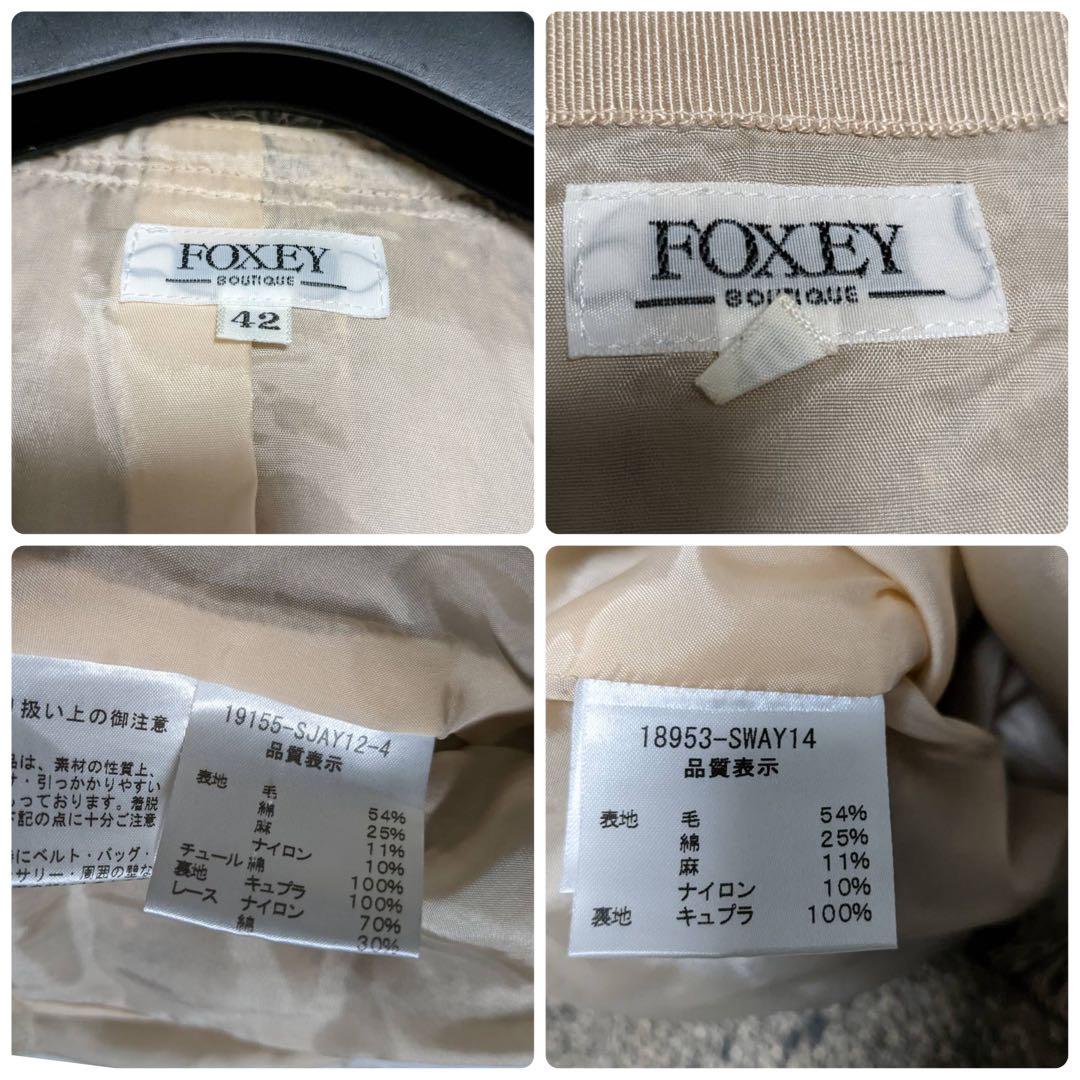 FOXEY
BOUTIQUE
42
FOXEY
BOUTIQUE
扱い上の御注意
品は、素材の性質上、
・引っかかりやすい
っております。着脱
下記の点に十分ご注意
にベルト・バッグ・
サリー・周囲の壁な
19155-SJAY12-4
品質表示
表地 毛 54%
綿 25%
麻 11%
ナイロン 10%
チュール 綿 100%
裏地 キュプラ 100%
レース ナイロン 70%
綿 30%
18953-SWAY14
品質表示
表地 毛 54%
綿 25%
麻 11%
ナイロン 10%
裏地 キュプラ 100%